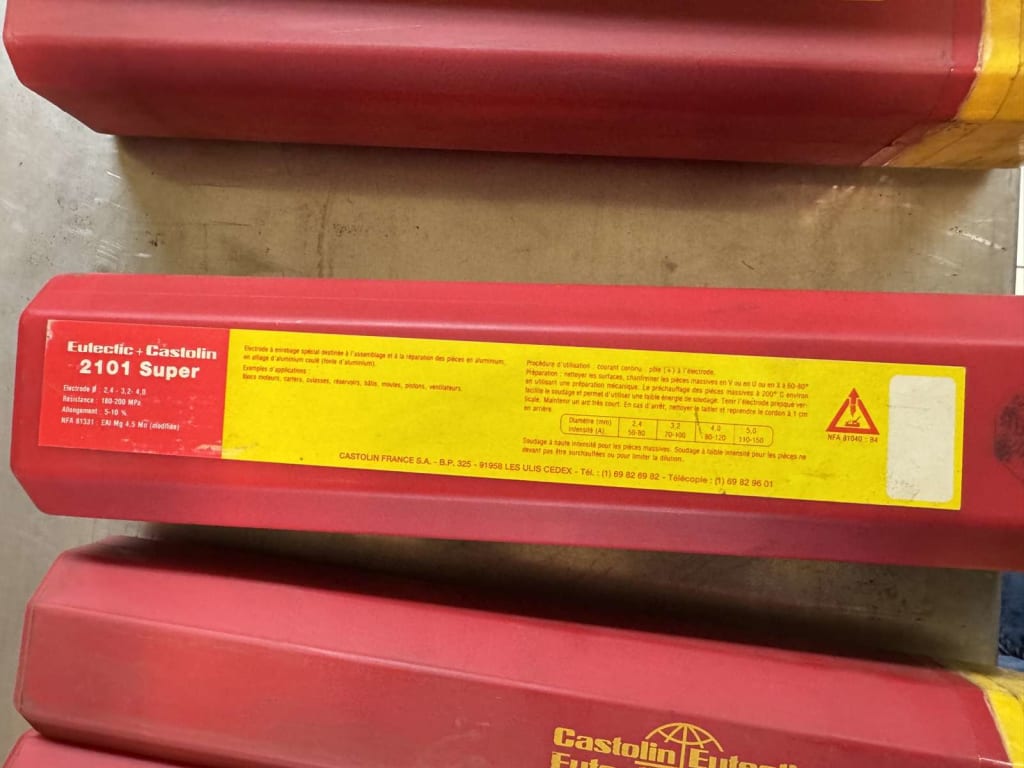 Eutectic + Castolin
2101 Super
Electrode Ø : 2,4 - 3,2 - 4,0
Résistance : 180-200 MPa
Allongement : 5-10 %
NFA 81331 : EAl Mg 4,5 Mn (modifiée)
Electrode à enrobage spécial destinée à l'assemblage et à la réparation des pièces en aluminium,
en alliage d'aluminium coulé (fonte d'aluminium).
Exemples d'applications :
Blocs moteurs, carters, culasses, réservoirs, bâtis, moules, pistons, ventilateurs.
Procédure d'utilisation : courant continu, pôle (+) à l'électrode.
Préparation : nettoyer les surfaces, chanfreiner les pièces massives en V ou en U ou en X à 60-80°
en utilisant une préparation mécanique. Le préchauffage des pièces massives à 200° C environ
facilite le soudage et permet d'utiliser une faible énergie de soudage. Tenir l'électrode presque ver-
ticale. Maintenir un arc très court. En cas d'arrêt, nettoyer le laitier et reprendre le cordon à 1 cm
en arrière.
Diamètre (mm) 2,4 3,2 4,0 5,0
Intensité (A) 50-80 70-100 80-120 110-150
Soudage à haute intensité pour les pièces massives. Soudage à faible intensité pour les pièces ne
devant pas être surchauffées ou pour limiter la dilution.
CASTOLIN FRANCE S.A. - B.P. 325 - 91958 LES ULIS CEDEX - Tél. : (1) 69 82 69 82 - Télécopie : (1) 69 82 96 01
NFA 81040 : 84
Castolin Eutectic